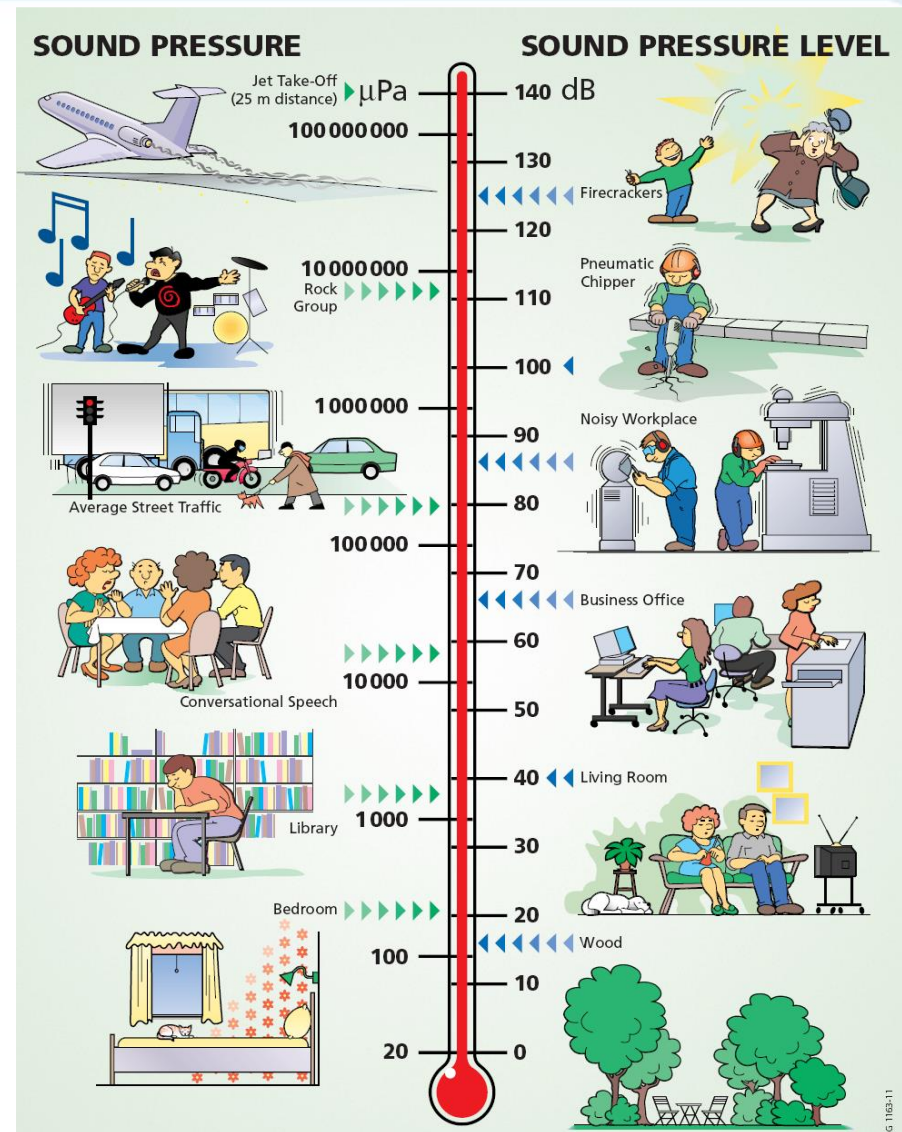 SOUND PRESSURE
SOUND PRESSURE LEVEL
Jet Take-Off
(25 m distance)
μPa
140 dB
100 000 000
130
Firecrackers
120
10 000 000
Rock
Group
Pneumatic
Chipper
110
100
1 000 000
Noisy Workplace
90
Average Street Traffic
80
100 000
70
Business Office
60
10 000
Conversational Speech
50
40
Living Room
1 000
Library
30
Bedroom
20
Wood
100
10
20
0
G 1163-11